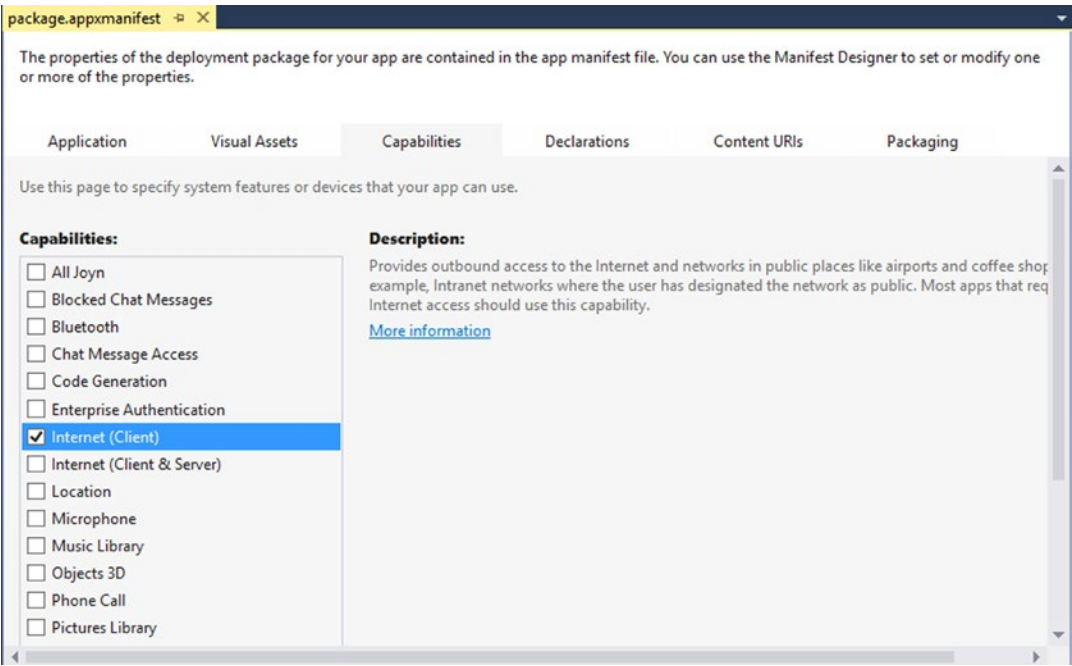 package.appxmanifest
The properties of the deployment package for your app are contained in the app manifest file. You can use the Manifest Designer to set or modify one
or more of the properties.
Application Visual Assets Capabilities Declarations Content URIs Packaging
Use this page to specify system features or devices that your app can use.
Capabilities: Description:
All Joyn
Blocked Chat Messages
Bluetooth
Chat Message Access
Code Generation
Enterprise Authentication
Internet (Client)
Internet (Client & Server)
Location
Microphone
Music Library
Objects 3D
Phone Call
Pictures Library
Provides outbound access to the Internet and networks in public places like airports and coffee shop
example, Intranet networks where the user has designated the network as public. Most apps that req
Internet access should use this capability.
More information